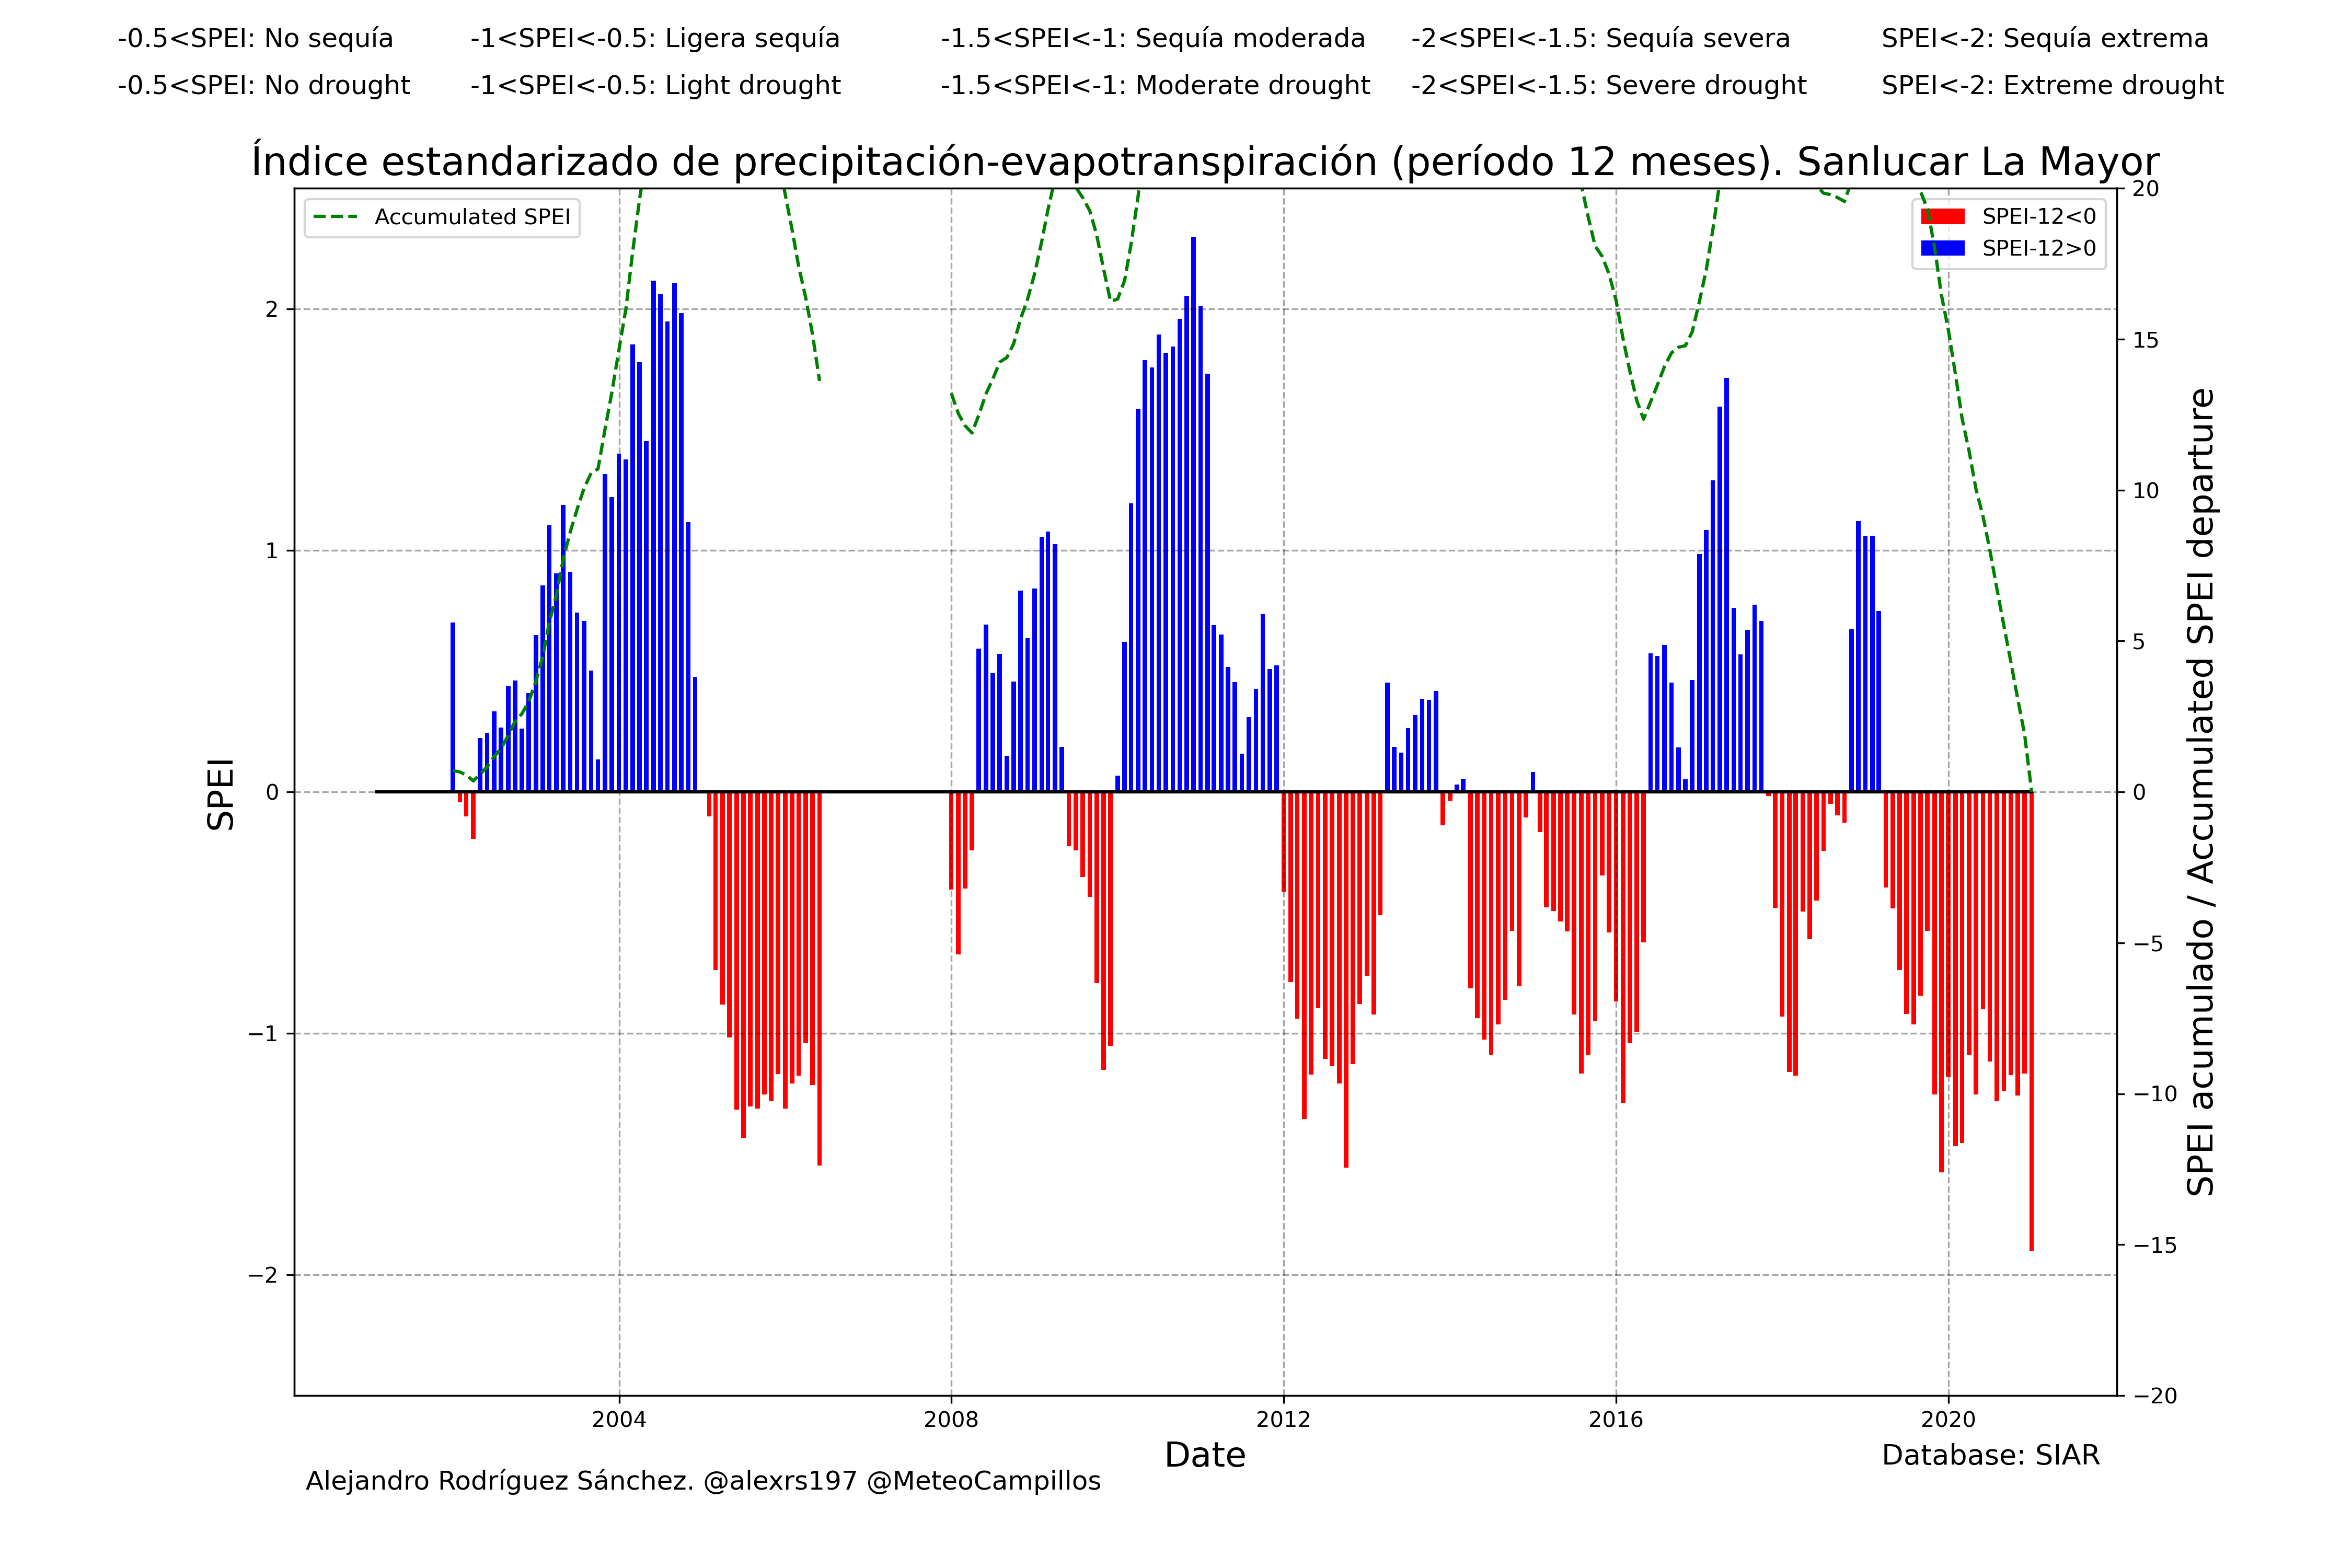 -0.5<SPEI: No sequía
-1<SPEI<-0.5: Ligera sequía
-1.5<SPEI<-1: Sequía moderada
-2<SPEI<-1.5: Sequía severa
SPEI<-2: Sequía extrema
-0.5<SPEI: No drought
-1<SPEI<-0.5: Light drought
-1.5<SPEI<-1: Moderate drought
-2<SPEI<-1.5: Severe drought
SPEI<-2: Extreme drought
Índice estandarizado de precipitación-evapotranspiración (período 12 meses). Sanlucar La Mayor
Accumulated SPEI
SPEI-12<0
SPEI-12>0
SPEI
2
1
0
−1
−2
20
15
10
5
0
−5
−10
−15
−20
SPEI acumulado / Accumulated SPEI departure
2004
2008
2012
2016
2020
Date
Database: SIAR
Alejandro Rodríguez Sánchez. @alexrs197 @MeteoCampillos